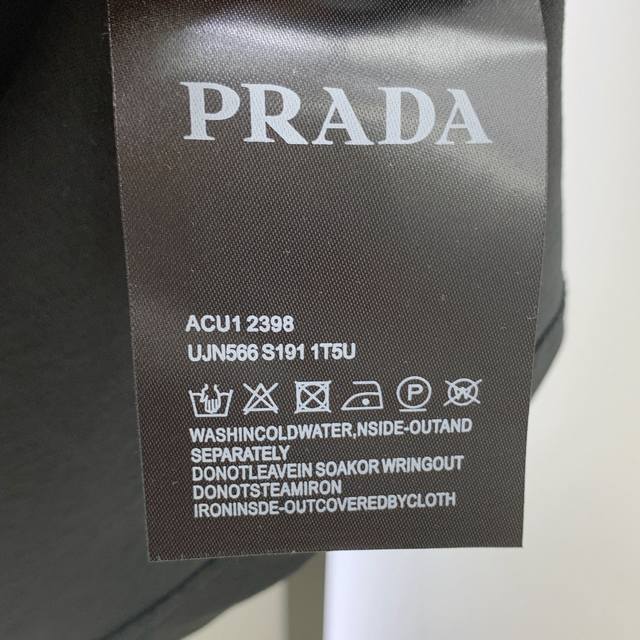 PRADA
ACU1 2398
UJN566 S191 1T5U
P
WASHINCOLDWATER,NSIDE-OUTAND
SEPARATELY
DONOTLEAVEIN SOAKOR WRINGOUT
DONOTSTEAMIRON
IRONINSDE-OUTCOVEREDBYCLOTH